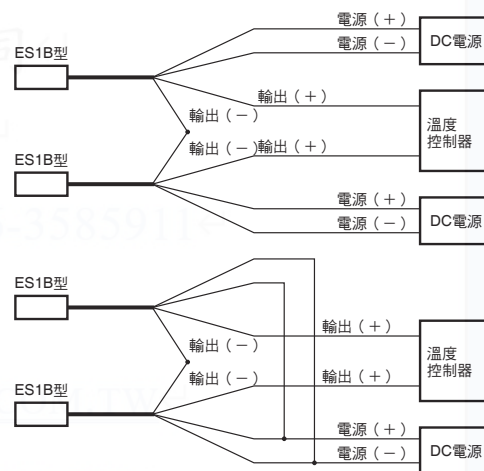 電源（+）
電源（−）
DC電源
ES1B型
輸出（+）
輸出（−）
溫度
控制器
輸出（−）
輸出（+）
ES1B型
電源（+）
電源（−）
DC電源
-3585911
ES1B型
輸出（+）
輸出（−）
溫度
控制器
輸出（−）
輸出（+）
ES1B型
電源（+）
電源（−）
DC電源